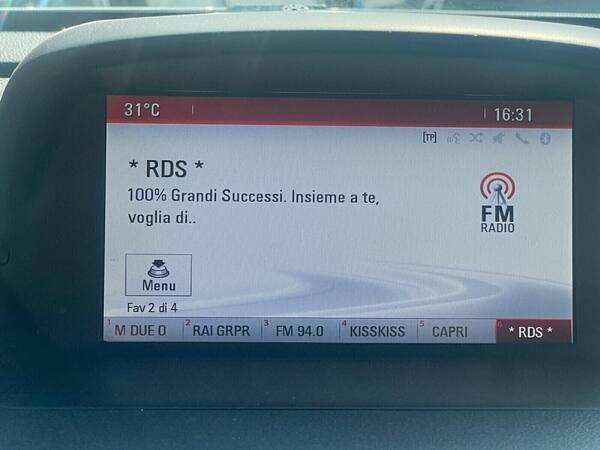 31°C
16:31
[TP]
* RDS *
100% Grandi Successi. Insieme a te,
voglia di..
FM
RADIO
Menu
Fav 2 di 4
1 M DUE O 2 RAI GRPR 3 FM 94.0 4 KISSKISS 5 CAPRI 6 * RDS *